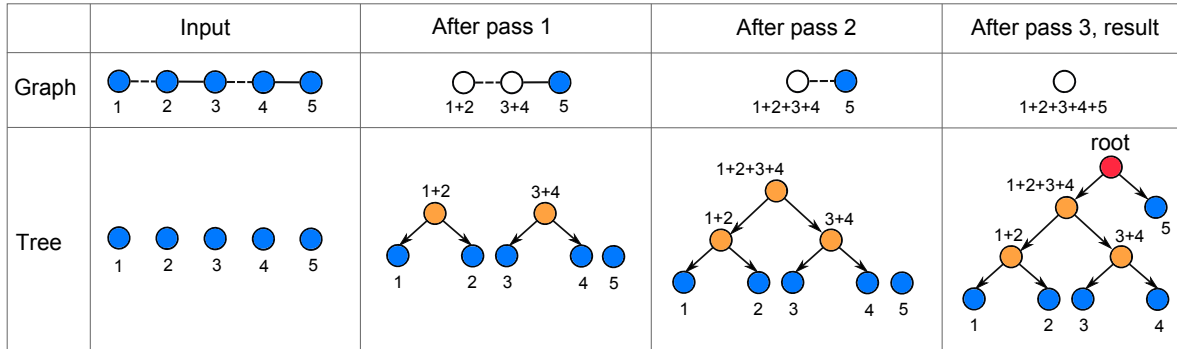 Input After pass 1 After pass 2 After pass 3, result
Graph
1 2 3 4 5
1+2 3+4 5
1+2+3+4 5
1+2+3+4+5
Tree
1 2 3 4 5
1+2 3+4
1 2 3 4 5
1+2+3+4
1+2 3+4
1 2 3 4 5
root
1+2+3+4
5
1+2 3+4
1 2 3 4